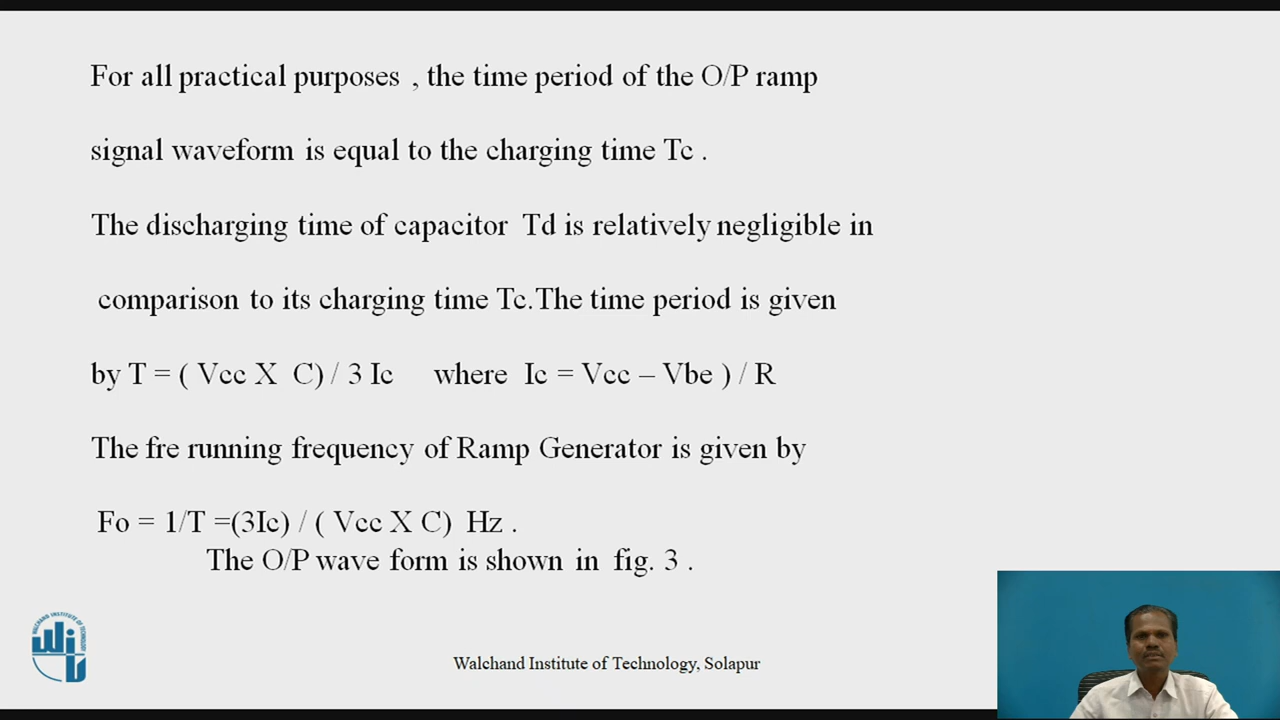 For all practical purposes , the time period of the O/P ramp
signal waveform is equal to the charging time Tc .
The discharging time of capacitor Td is relatively negligible in
comparison to its charging time Tc.The time period is given
by T = ( Vcc X C) / 3 Ic where Ic = Vcc – Vbe ) / R
The fre running frequency of Ramp Generator is given by
Fo = 1/T =(3Ic) / ( Vcc X C) Hz .
The O/P wave form is shown in fig. 3 .
WALCHAND INSTITUTE OF TECHNOLOGY
Walchand Institute of Technology, Solapur